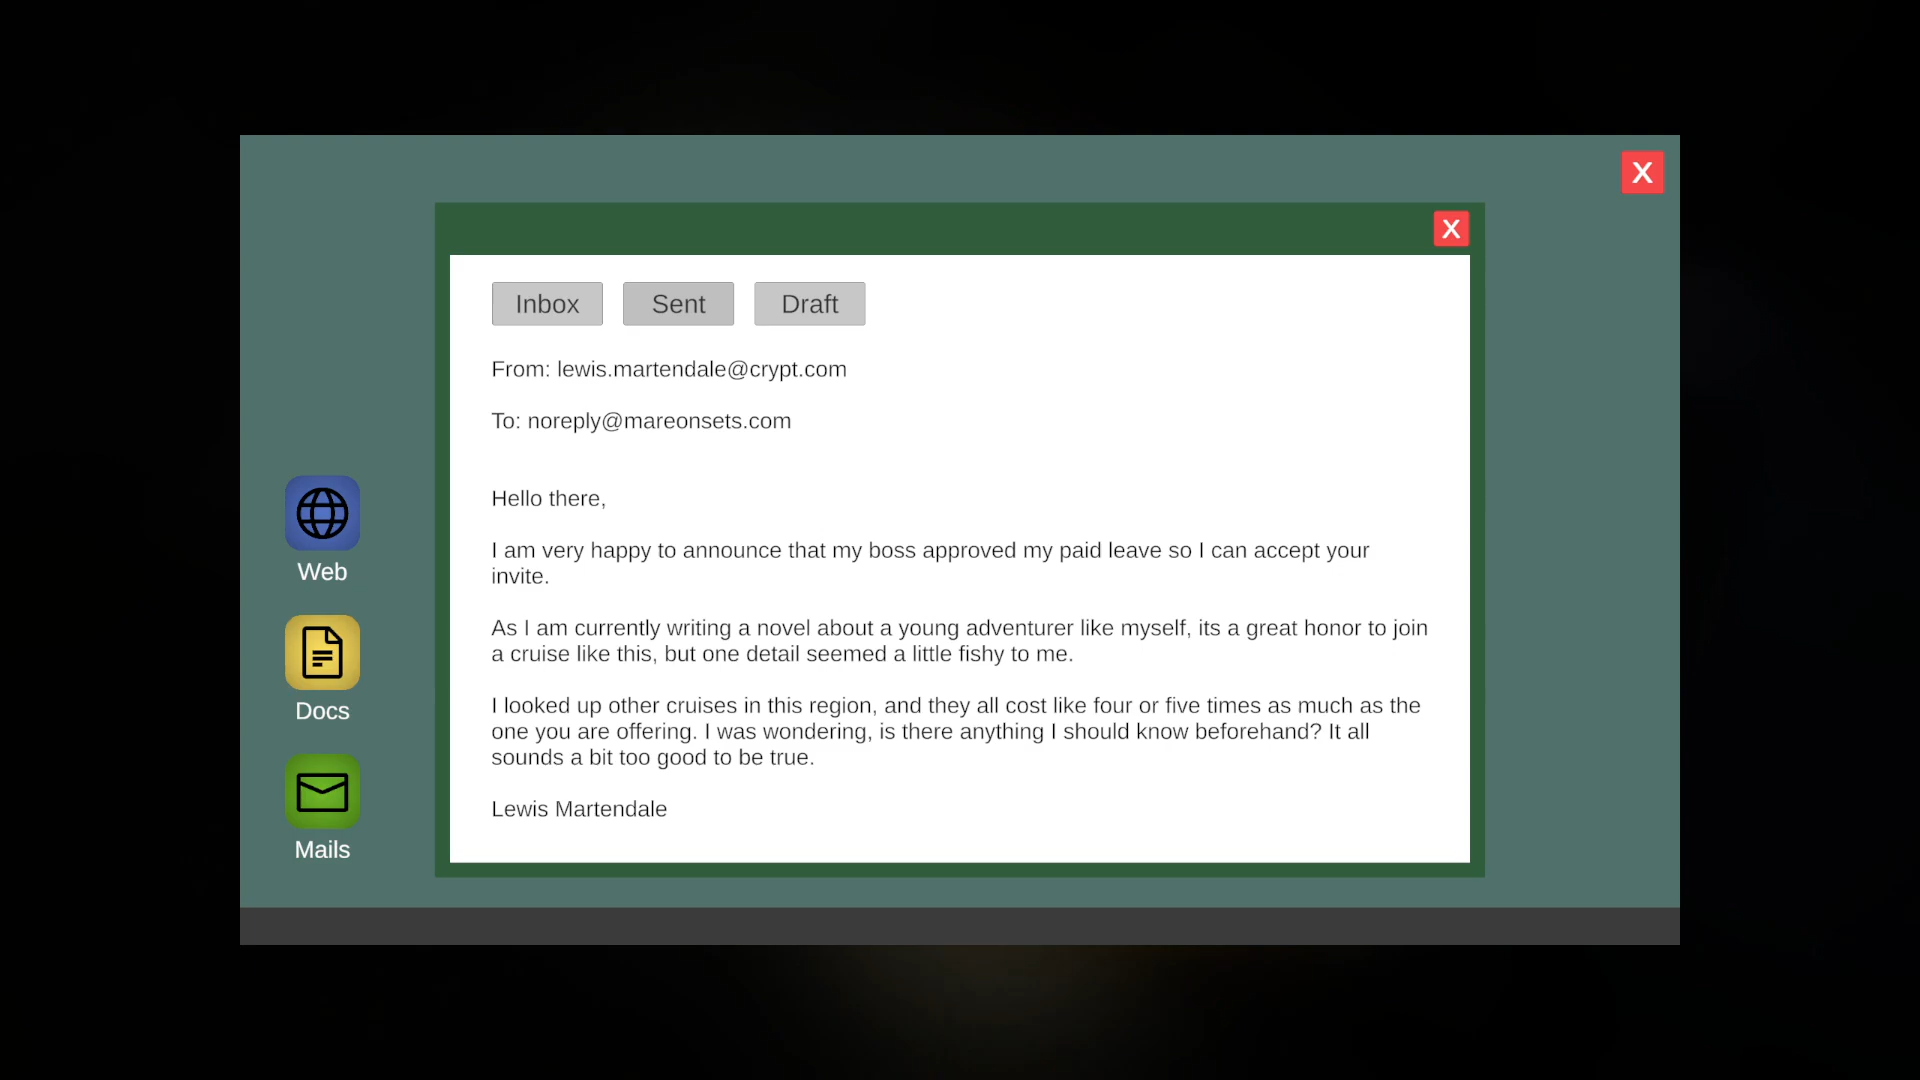 X
X
Inbox Sent Draft
From: lewis.martendale@crypt.com
To: noreply@mareonsets.com
Hello there,
I am very happy to announce that my boss approved my paid leave so I can accept your
invite.
As I am currently writing a novel about a young adventurer like myself, its a great honor to join
a cruise like this, but one detail seemed a little fishy to me.
I looked up other cruises in this region, and they all cost like four or five times as much as the
one you are offering. I was wondering, is there anything I should know beforehand? It all
sounds a bit too good to be true.
Lewis Martendale
Web
Docs
Mails